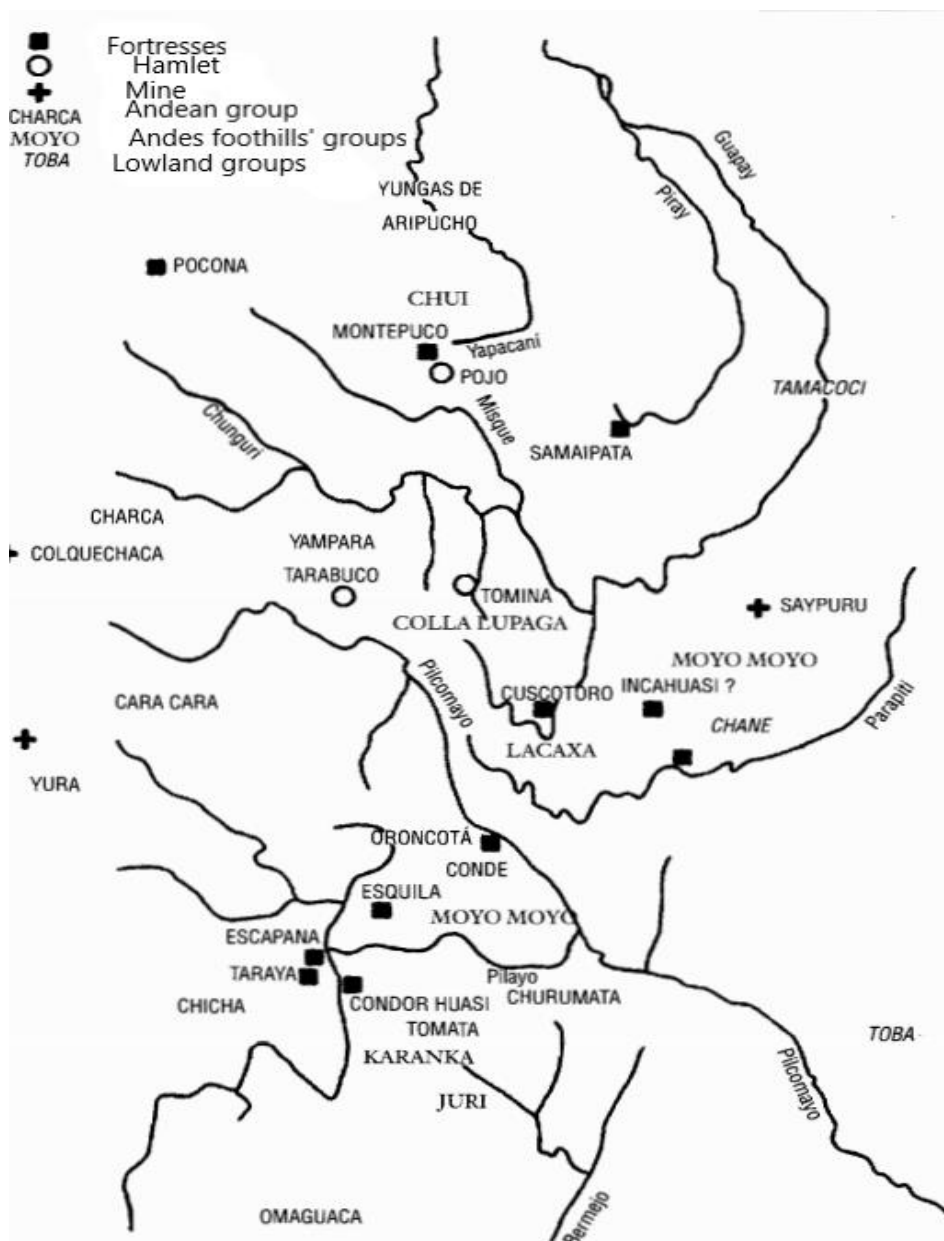 Fortresses
Hamlet
Mine
CHARCA Andean group
MOYO Andes foothills' groups
TOBA Lowland groups
Guapay
Piray
YUNGAS DE
ARIPUCHO
POCONA
CHUI
MONTEPUCO
Yapacaní
POJO
TAMACOCI
Misque
Chunguri
SAMAIPATA
CHARCA
COLQUECHACA
YAMPARA
TARABUCO
TOMINA
SAYPURU
COLLA LUPAGA
MOYO MOYO
Pilcomayo
CUSCOTORO
INCAHUASI ?
CARA CARA
CHANE
Parapiti
LACAXA
YURA
ORONCOTÁ
CONDE
ESQUILA
MOYO MOYO
ESCAPANA
TARAYA
Pilayo
CHICHA
CONDOR HUASI
CHURUMATA
TOMATA
TOBA
KARANKA
Pilcomayo
JURI
OMAGUACA
Bermejo